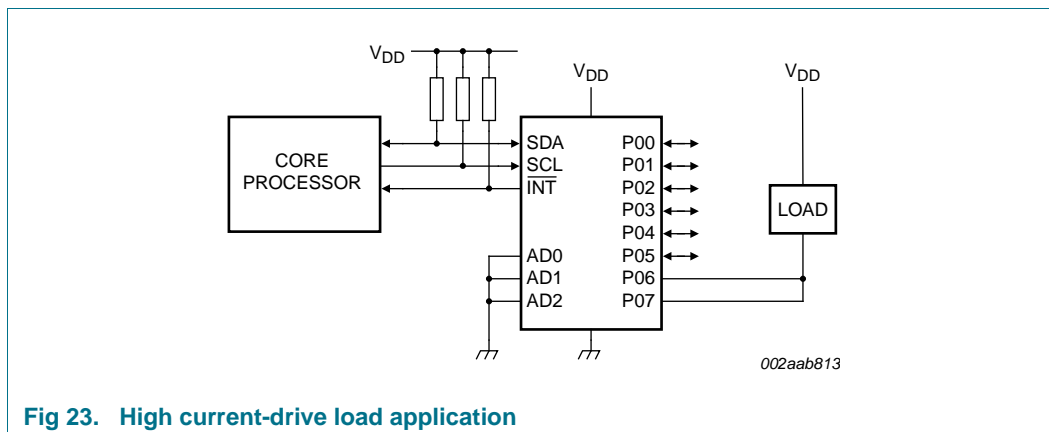 VDD
VDD
VDD
CORE
PROCESSOR
SDA
SCL
INT
AD0
AD1
AD2
P00
P01
P02
P03
P04
P05
P06
P07
LOAD
002aab813
Fig 23. High current-drive load application